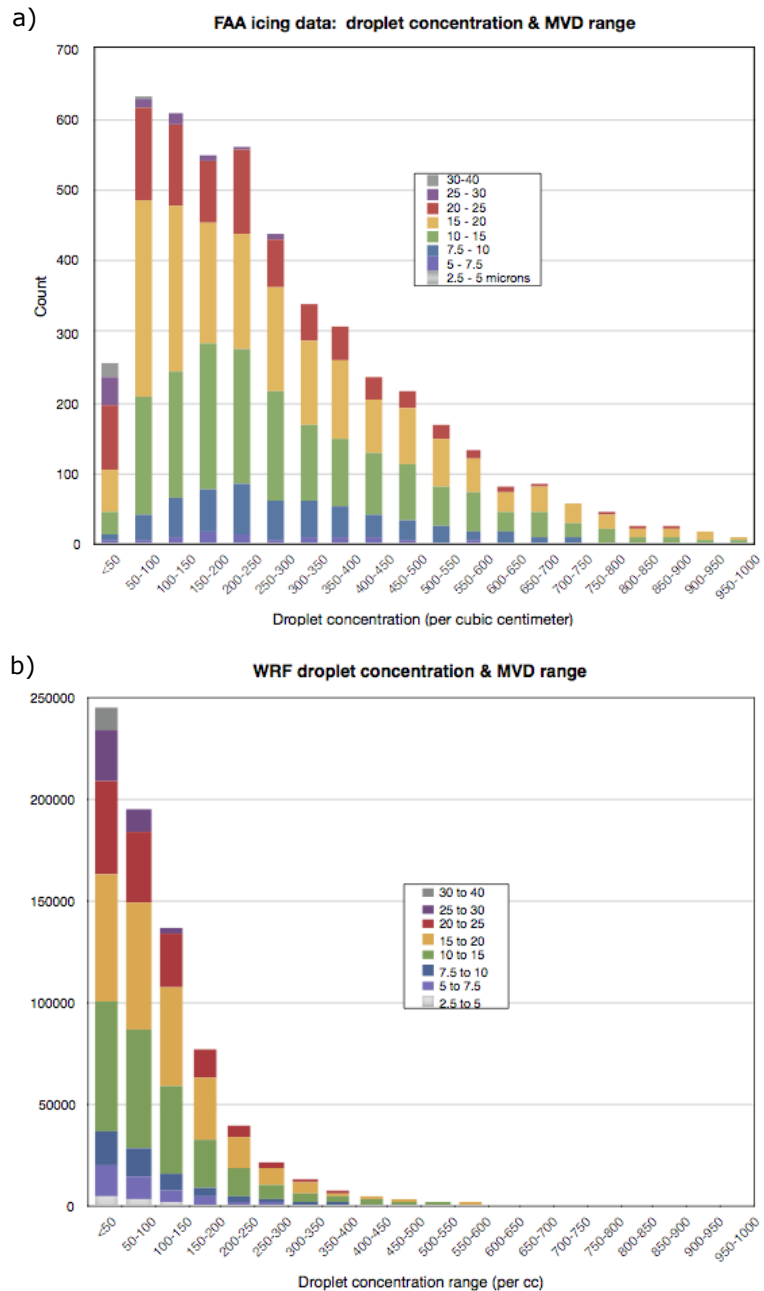 a)
FAA icing data: droplet concentration & MVD range
700
600
500
400
300
200
100
0
Count
30-40
25 - 30
20 - 25
15 - 20
10 - 15
7.5 - 10
5 - 7.5
2.5 - 5 microns
<50
50-100
100-150
150-200
200-250
250-300
300-350
350-400
400-450
450-500
500-550
550-600
600-650
650-700
700-750
750-800
800-850
850-900
900-950
950-1000
Droplet concentration (per cubic centimeter)
b)
WRF droplet concentration & MVD range
250000
200000
150000
100000
50000
0
30 to 40
25 to 30
20 to 25
15 to 20
10 to 15
7.5 to 10
5 to 7.5
2.5 to 5
<50
50-100
100-150
150-200
200-250
250-300
300-350
350-400
400-450
450-500
500-550
550-600
600-650
650-700
700-750
750-800
800-850
850-900
900-950
950-1000
Droplet concentration range (per cc)